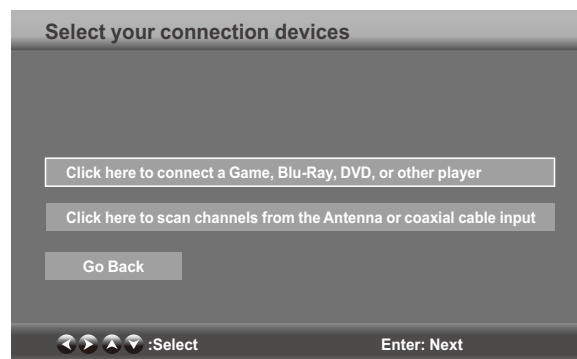 Select your connection devices
Click here to connect a Game, Blu-Ray, DVD, or other player
Click here to scan channels from the Antenna or coaxial cable input
Go Back
:Select Enter: Next